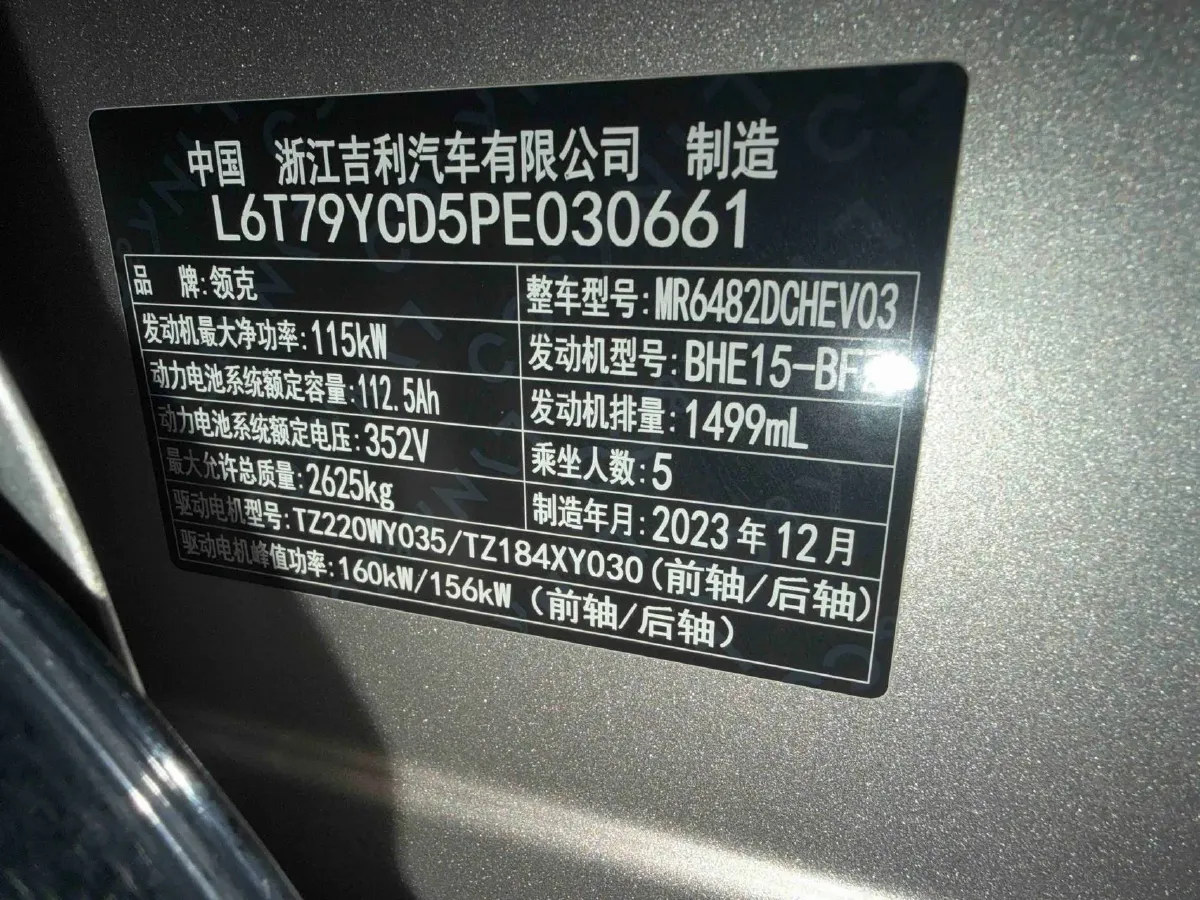 中国 浙江吉利汽车有限公司 制造
L6T79YCD5PE030661
品 牌:领克
整车型号:MR6482DCHEV03
发动机最大净功率:115kW
发动机型号:BHE15-BF
动力电池系统额定容量:112.5Ah
发动机排量:1499mL
动力电池系统额定电压:352V
乘坐人数:5
最大允许总质量:2625kg
制造年月:2023年12月
驱动电机型号:TZ220WY035/TZ184XY030(前轴/后轴)
驱动电机峰值功率:160kW/156kW (前轴/后轴)